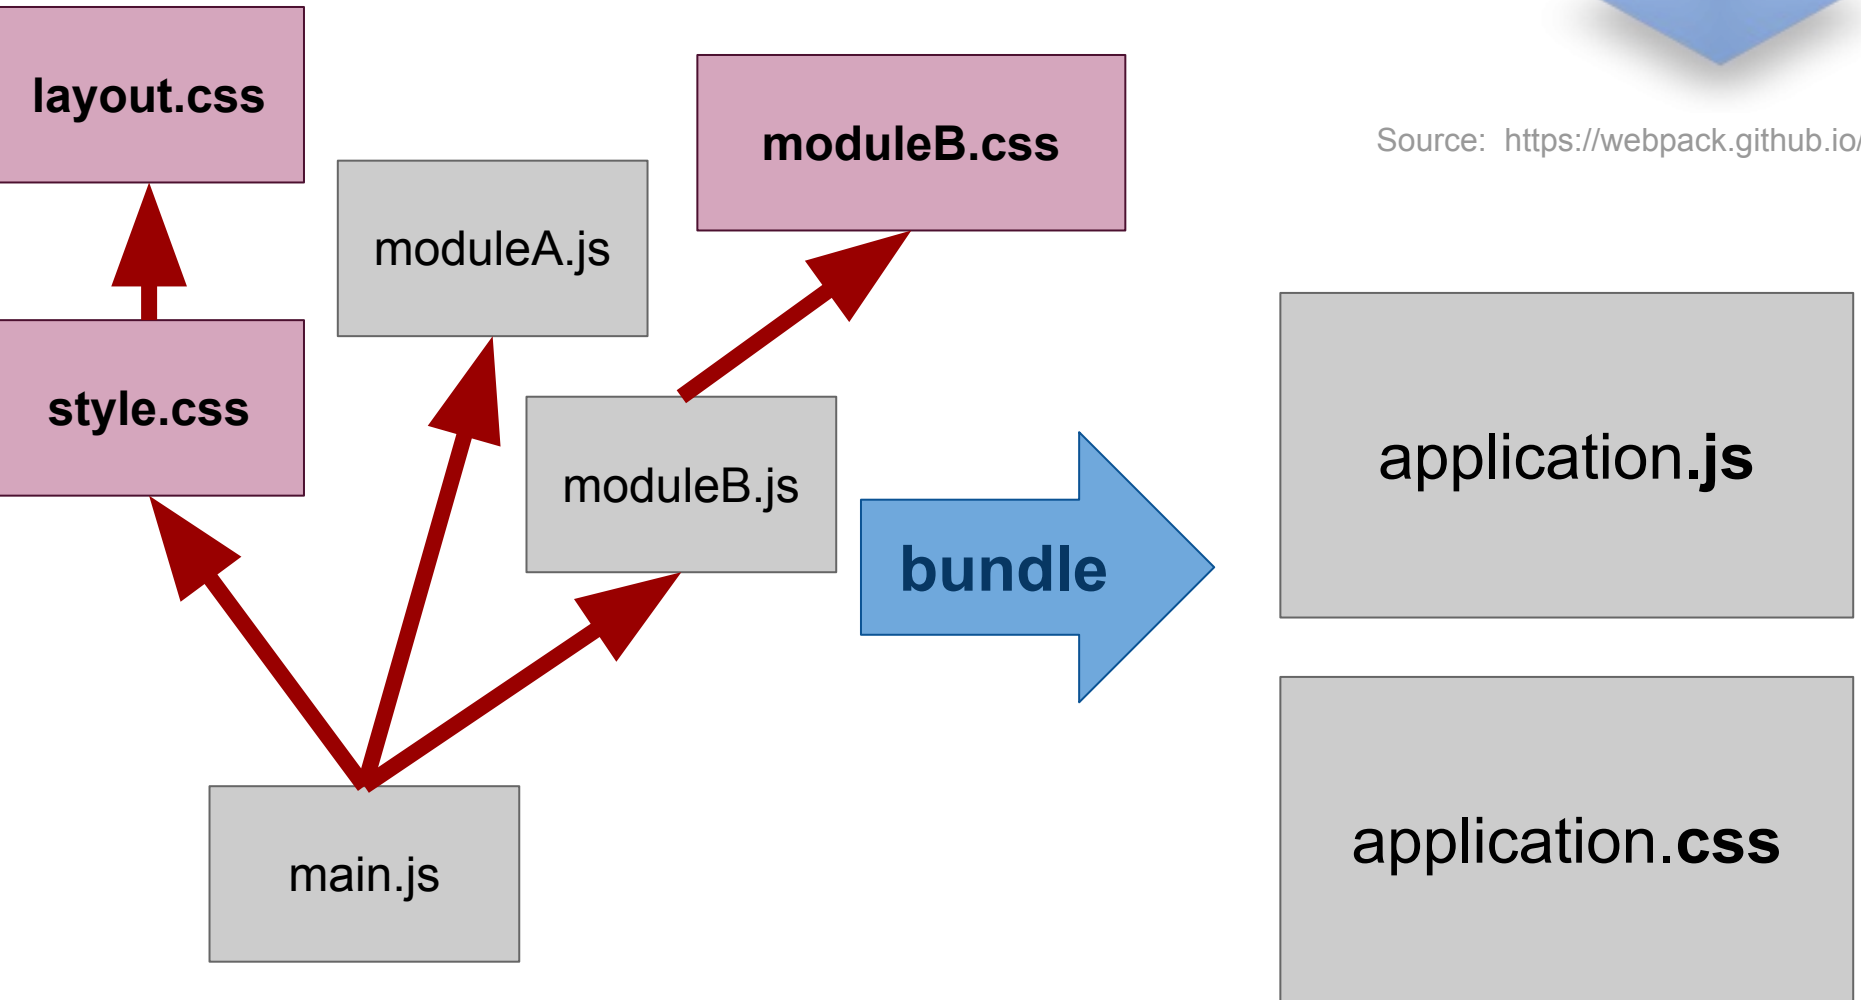 layout.css
moduleB.css
Source: https://webpack.github.io/
moduleA.js
style.css
moduleB.js
application.js
bundle
main.js
application.css